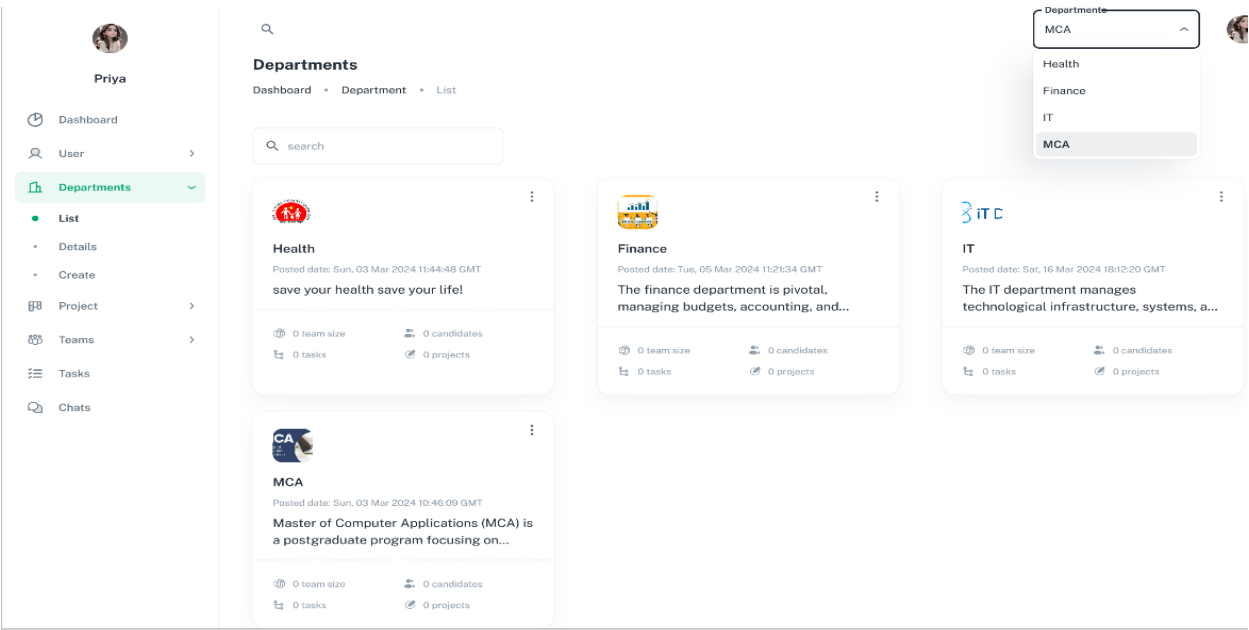 Priya
Dashboard
User
Departments
List
Details
Create
Project
Teams
Tasks
Chats
Departments
MCA
Health
Finance
IT
MCA
Departments
Dashboard • Department • List
search
Health
Posted date: Sun, 03 Mar 2024 11:44:48 GMT
save your health save your life!
0 team size
0 candidates
0 tasks
0 projects
Finance
Posted date: Tue, 05 Mar 2024 11:21:34 GMT
The finance department is pivotal,
managing budgets, accounting, and...
0 team size
0 candidates
0 tasks
0 projects
iT D
IT
Posted date: Sat, 16 Mar 2024 18:12:20 GMT
The IT department manages
technological infrastructure, systems, a...
0 team size
0 candidates
0 tasks
0 projects
CA
MCA
Posted date: Sun, 03 Mar 2024 10:46:09 GMT
Master of Computer Applications (MCA) is
a postgraduate program focusing on...
0 team size
0 candidates
0 tasks
0 projects